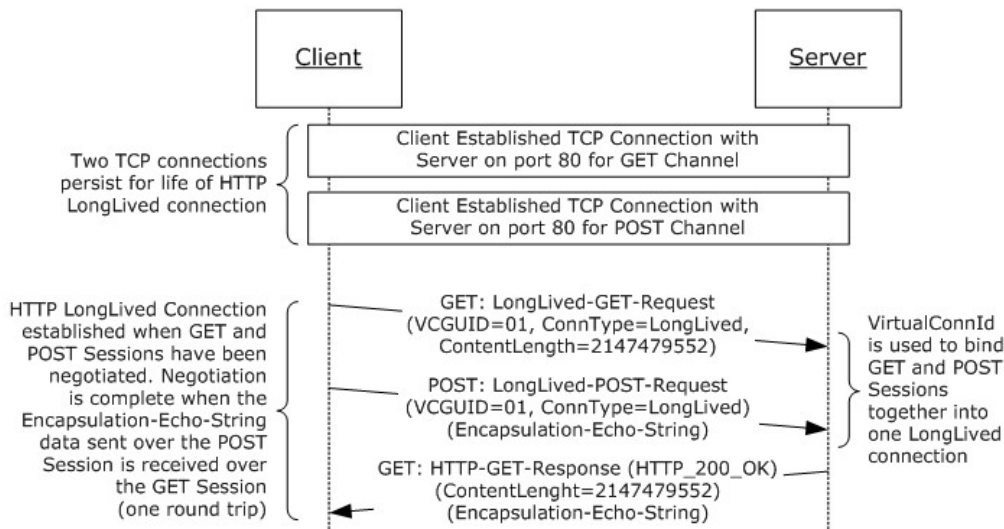 Client
Server
Client Established TCP Connection with
Server on port 80 for GET Channel
Two TCP connections
persist for life of HTTP
LongLived connection
Client Established TCP Connection with
Server on port 80 for POST Channel
HTTP LongLived Connection
established when GET and
POST Sessions have been
negotiated. Negotiation
is complete when the
Encapsulation-Echo-String
data sent over the POST
Session is received over
the GET Session
(one round trip)
GET: LongLived-GET-Request
(VCGUID=01, ConnType=LongLived,
ContentLength=2147479552)
POST: LongLived-POST-Request
(VCGUID=01, ConnType=LongLived)
(Encapsulation-Echo-String)
GET: HTTP-GET-Response (HTTP_200_OK)
(ContentLenght=2147479552)
(Encapsulation-Echo-String)
VirtualConnId
is used to bind
GET and POST
Sessions
together into
one LongLived
connection